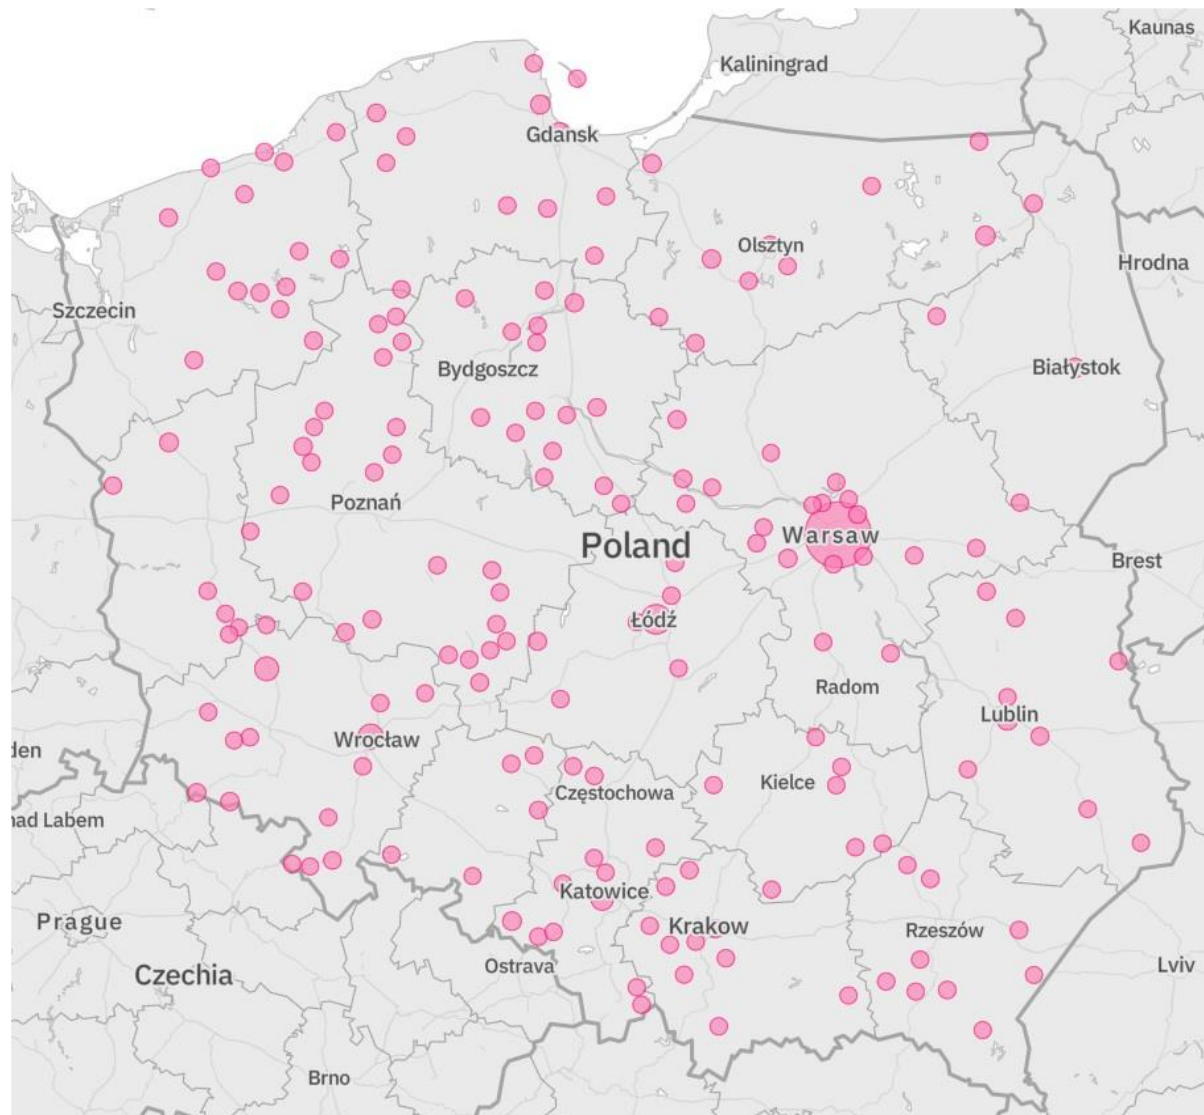 Kaunas
Kaliningrad
Gdansk
Olsztyn
Hrodna
Szczecin
Bydgoszcz
Białystok
Poznań
Poland
Warsaw
Brest
Łódź
Radom
Lublin
Wrocław
den
Kielce
Częstochowa
nad Labem
Katowice
Prague
Krakow
Rzeszów
Ostrava
Lviv
Czechia
Brno